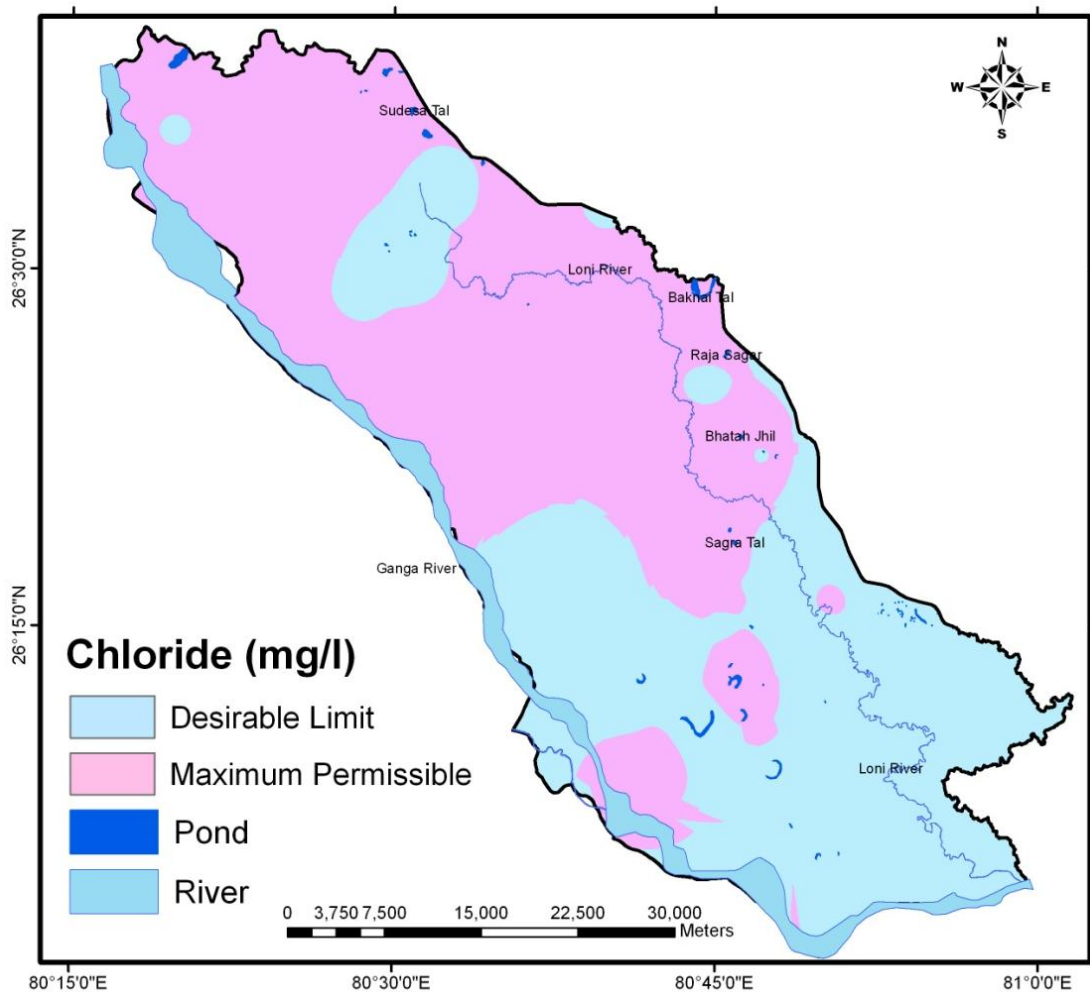 N
W E
S
Sudesa Tal
Loni River
Baknai Tal
Raja Sagar
Bhatah Jhil
Sagra Tal
Ganga River
Loni River
26°30'0"N
26°15'0"N
Chloride (mg/l)
Desirable Limit
Maximum Permissible
Pond
River
0 3,750 7,500 15,000 22,500 30,000
Meters
80°15'0"E 80°30'0"E 80°45'0"E 81°0'0"E